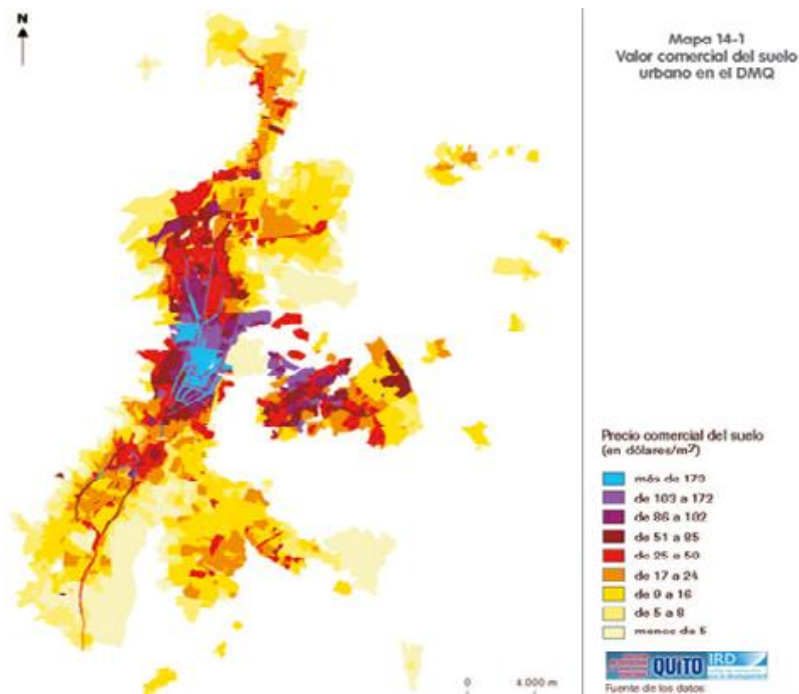 N
Mapa 14-1
Valor comercial del suelo
urbano en el DMQ
Precio comercial del suelo
(en dólares/m²)
más de 173
de 103 a 172
de 86 a 102
de 51 a 85
de 25 a 50
de 17 a 24
de 9 a 16
de 5 a 8
menos de 5
QUITO
IRD
0 4.000 m
Fuente de los datos: